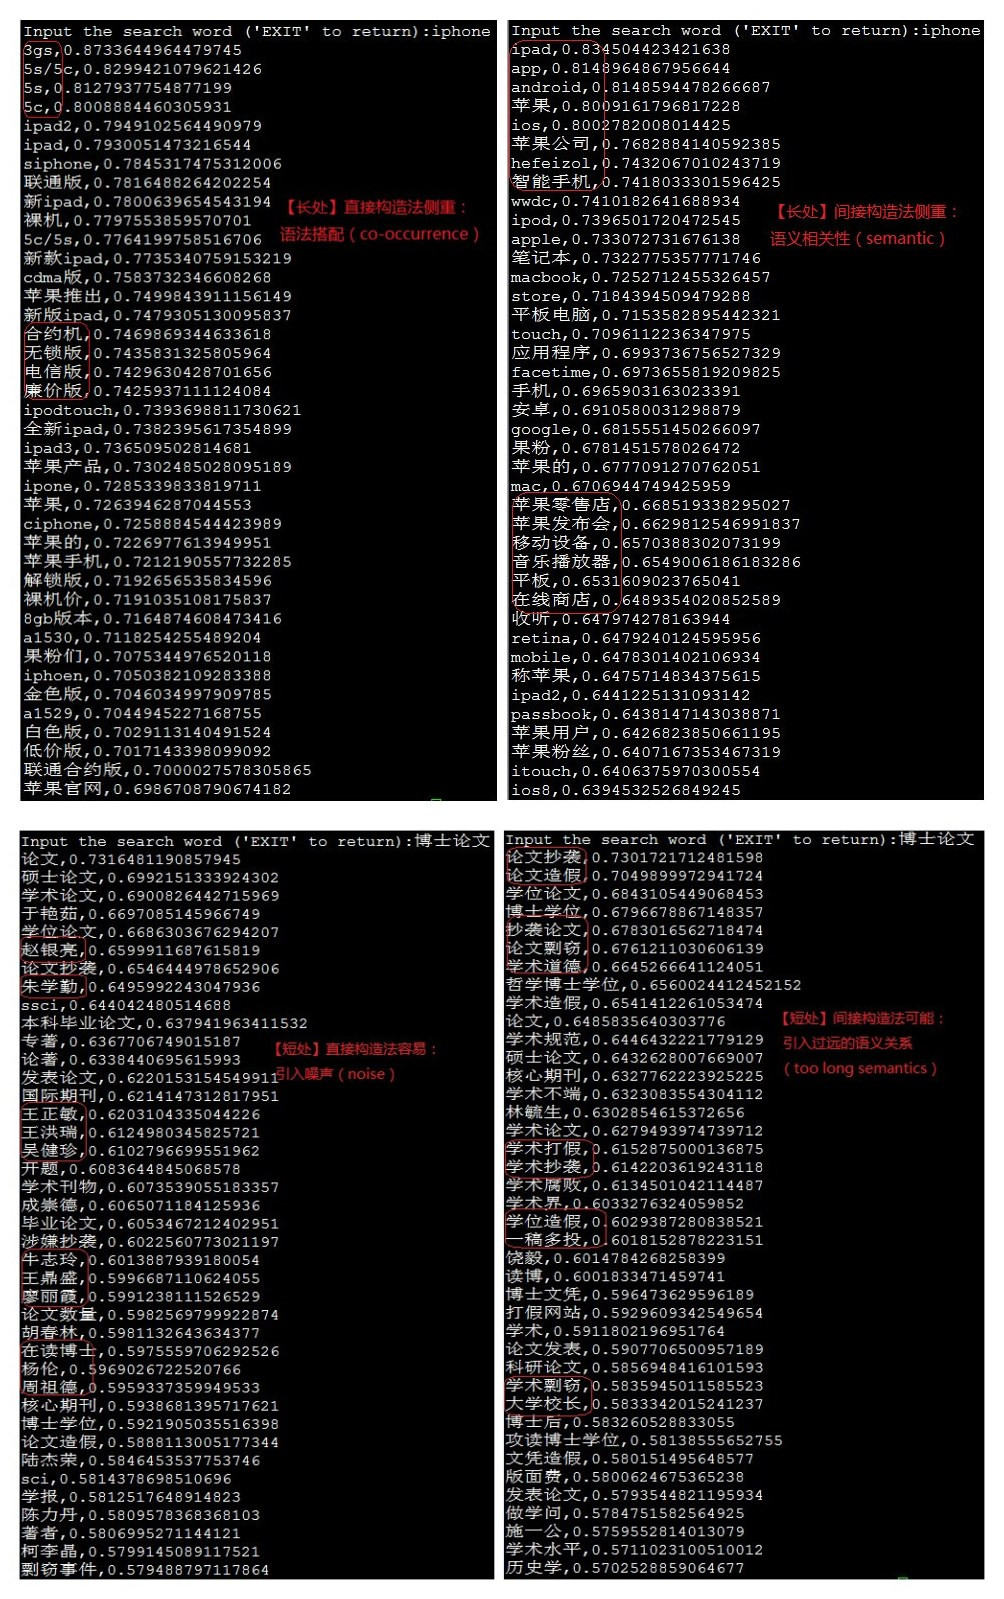 Input the search word ('EXIT' to return):iphone
3gs,0.8733644964479745
5s/5c,0.8299421079621426
5s,0.8127937754877199
5c,0.8008884460305931
ipad2,0.7949102564490979
ipad,0.7930051473216544
siphone,0.7845317475312006
联通版,0.7816488264202254
新ipad,0.7800639654543194
裸机,0.7797553859570701
5c/5s,0.7764199758516706
新款ipad,0.7735340759153219
cdma版,0.7583732346608268
苹果推出,0.7499843911156149
新版ipad,0.7479305130095837
合约机,0.7469869344633618
无锁版,0.7435831325805964
电信版,0.7429630428701656
廉价版,0.7425937111124084
ipodtouch,0.7393698811730621
全新ipad,0.7382395617354899
ipad3,0.736509502814681
苹果产品,0.7302485028095189
ipone,0.7285339833819711
苹果,0.7263946287044553
ciphone,0.7258884544423989
苹果的,0.7226977613949951
苹果手机,0.7212190557732285
解锁版,0.7192656535834596
裸机价,0.7191035108175837
8gb版本,0.7164874608473416
a1530,0.7118254255489204
果粉们,0.7075344976520118
iphoen,0.7050382109283388
金色版,0.7046034997909785
a1529,0.7044945227168755
白色版,0.7029113140491524
低价版,0.7017143398099092
联通合约版,0.7000027578305865
苹果官网,0.6986708790674182
【长处】直接构造法侧重：
语法搭配（co-occurrence）
Input the search word ('EXIT' to return):iphone
ipad,0.834504423421638
app,0.8148964867956644
android,0.8148594478266687
苹果,0.8009161796817228
ios,0.8002782008014425
苹果公司,0.7682884140592385
hefeizol,0.7432067010243719
智能手机,0.7418033301596425
wwdc,0.7410182641688934
ipod,0.7396501720472545
apple,0.733072731676138
笔记本,0.7322775357771746
macbook,0.7252712455326457
store,0.7184394509479288
平板电脑,0.7153582895442321
touch,0.7096112236347975
应用程序,0.6993736756527329
facetime,0.6973655819209825
手机,0.6965903163023391
安卓,0.6910580031298879
google,0.6815551450266097
果粉,0.6781451578026472
苹果的,0.6777091270762051
mac,0.6706944749425959
苹果零售店,0.668519338295027
苹果发布会,0.6629812546991837
移动设备,0.6570388302073199
音乐播放器,0.6549006186183286
平板,0.6531609023765041
在线商店,0.6489354020852589
收听,0.647974278163944
retina,0.6479240124595956
mobile,0.6478301402106934
称苹果,0.6475714834375615
ipad2,0.6441225131093142
passbook,0.6438147143038871
苹果用户,0.6426823850661195
苹果粉丝,0.6407167353467319
itouch,0.6406375970300554
ios8,0.6394532526849245
【长处】间接构造法侧重：
语义相关性（semantic）
Input the search word ('EXIT' to return):博士论文
论文,0.7316481190857945
硕士论文,0.6992151333924302
学术论文,0.6900826442715969
于艳茹,0.6697085145966749
学位论文,0.6686303676294207
赵银亮,0.6599911687615819
论文抄袭,0.6546444978652906
朱学勤,0.6495992243047936
ssci,0.644042480514688
本科毕业论文,0.637941963411532
专著,0.6367706749015187
论著,0.6338440695615993
发表论文,0.6220153154549911
国际期刊,0.6214147312817951
王正敏,0.6203104335044226
王洪瑞,0.6124980345825721
吴健珍,0.6102796699551962
开题,0.6083644845068578
学术刊物,0.6073539055183357
成崇德,0.6065071184125936
毕业论文,0.6053467212402951
涉嫌抄袭,0.6022560773021197
牛志玲,0.6013887939180054
王鼎盛,0.5996687110624055
廖丽霞,0.5991238111526529
论文数量,0.5982569799922874
胡春林,0.5981132643634377
在读博士,0.5975559706292526
杨伦,0.5969026722520766
周祖德,0.5959337359949533
核心期刊,0.5938681395717621
博士学位,0.5921905035516398
论文造假,0.5888113005177344
陆杰荣,0.5846453537753746
sci,0.5814378698510696
学报,0.5812517648914823
陈力丹,0.5809578368368103
著者,0.5806995271144121
柯李晶,0.5799145089117521
剽窃事件,0.579488797117864
【短处】直接构造法容易：
引入噪声（noise）
Input the search word ('EXIT' to return):博士论文
论文抄袭,0.7301721712481598
论文造假,0.7049899972941724
学位论文,0.6843105449068453
博士学位,0.6796678867148357
抄袭论文,0.6783016562718474
论文剽窃,0.6761211030606139
学术道德,0.6645266641124051
哲学博士学位,0.6560024412452152
学术造假,0.6541412261053474
论文,0.6485835640303776
学术规范,0.6446432221779129
硕士论文,0.6432628007669007
核心期刊,0.6327762223925225
学术不端,0.6323083554304112
林毓生,0.6302854615372656
学术论文,0.6279493974739712
学术打假,0.6152875000136875
学术抄袭,0.6142203619243118
学术腐败,0.6134501042114487
学术界,0.6033276324059852
学位造假,0.6029387280838521
一稿多投,0.6018152878223151
饶毅,0.6014784268258399
读博,0.6001833471459741
博士文凭,0.596473629596189
打假网站,0.5929609342549654
学术,0.5911802196951764
论文发表,0.5907706500957189
科研论文,0.5856948416101593
学术剽窃,0.5835945011585523
大学校长,0.5833342015241237
博士后,0.583260528833055
攻读博士学位,0.58138555652755
文凭造假,0.580151495648577
版面费,0.5800624675365238
发表论文,0.5793544821195934
做学问,0.5784751582564925
施一公,0.5759552814013079
学术水平,0.5711023100510012
历史学,0.5702528859064677
【短处】间接构造法可能：
引入过远的语义关系
（too long semantics）